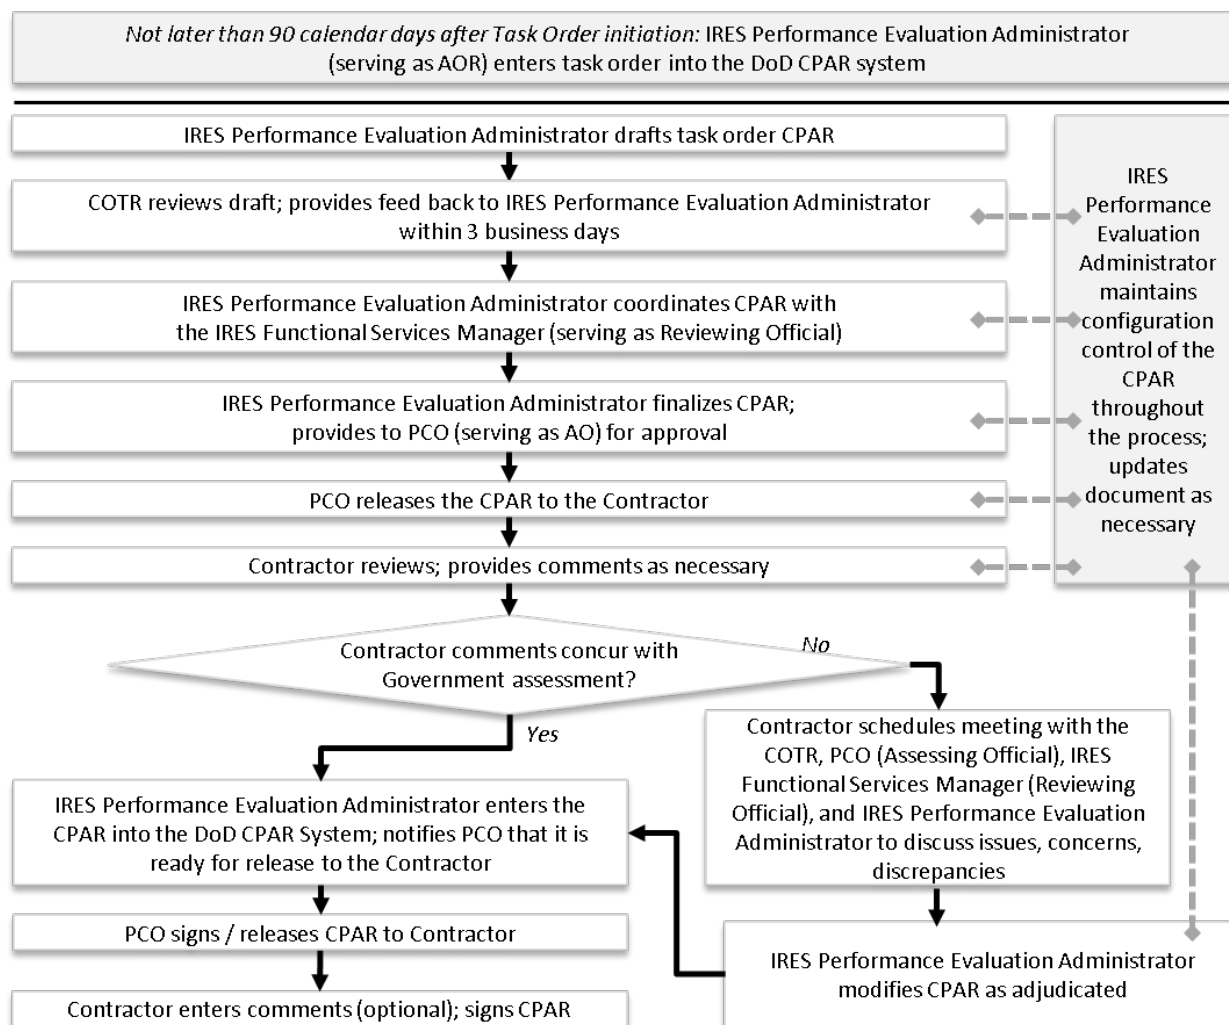 Not later than 90 calendar days after Task Order initiation: IRES Performance Evaluation Administrator
(serving as AOR) enters task order into the DoD CPAR system
IRES Performance Evaluation Administrator drafts task order CPAR
COTR reviews draft; provides feed back to IRES Performance Evaluation Administrator
within 3 business days
IRES Performance Evaluation Administrator coordinates CPAR with
the IRES Functional Services Manager (serving as Reviewing Official)
IRES Performance Evaluation Administrator finalizes CPAR;
provides to PCO (serving as AO) for approval
PCO releases the CPAR to the Contractor
Contractor reviews; provides comments as necessary
IRES
Performance
Evaluation
Administrator
maintains
configuration
control of the
CPAR
throughout
the process;
updates
document as
necessary
Contractor comments concur with
Government assessment?
No
Yes
Contractor schedules meeting with the
COTR, PCO (Assessing Official), IRES
Functional Services Manager (Reviewing
Official), and IRES Performance Evaluation
Administrator to discuss issues, concerns,
discrepancies
IRES Performance Evaluation Administrator
modifies CPAR as adjudicated
IRES Performance Evaluation Administrator enters the
CPAR into the DoD CPAR System; notifies PCO that it is
ready for release to the Contractor
PCO signs / releases CPAR to Contractor
Contractor enters comments (optional); signs CPAR